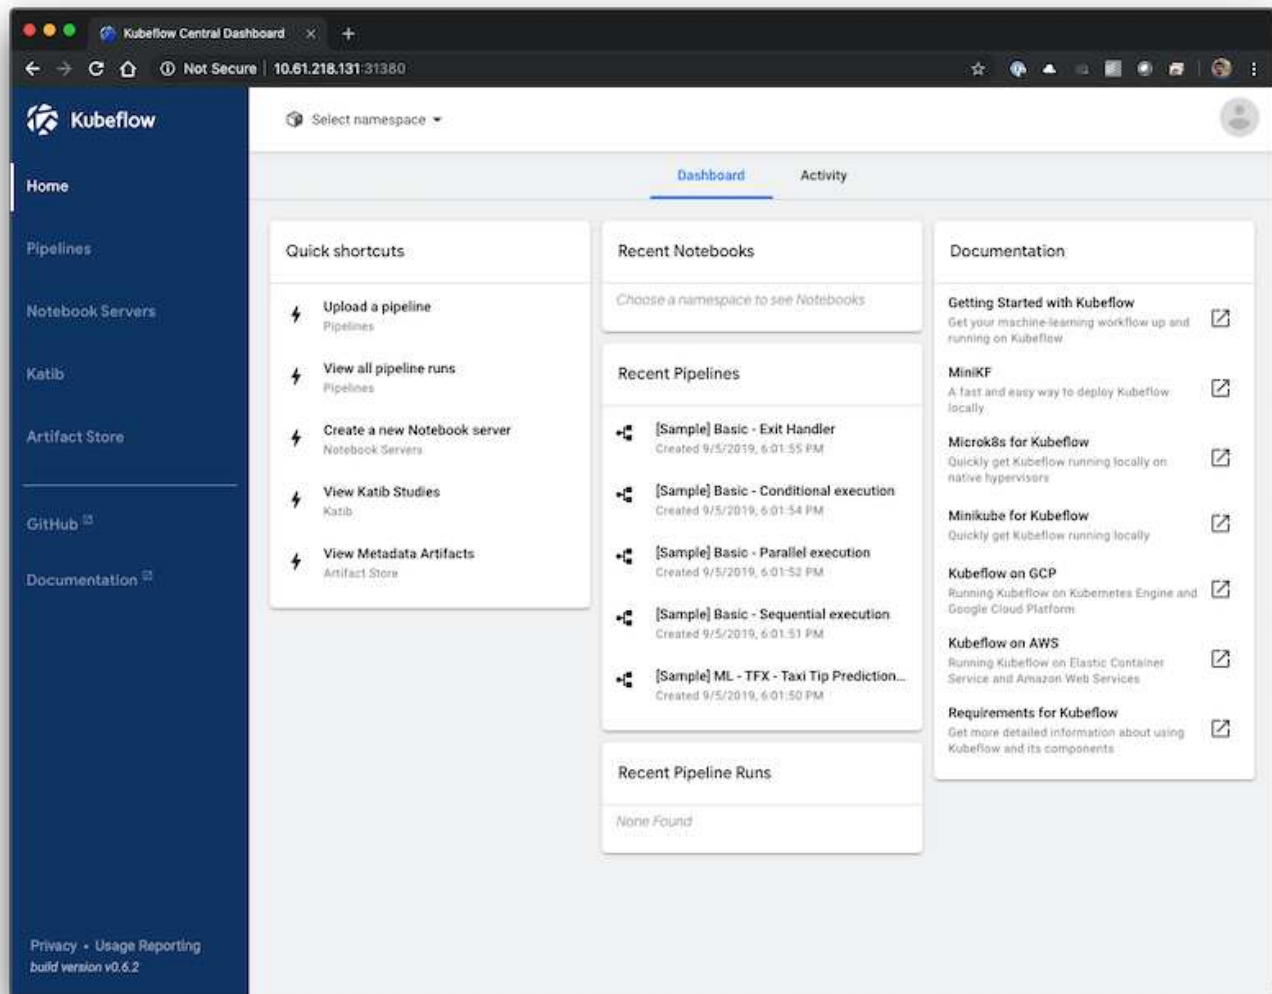 Kubeflow Central Dashboard
Not Secure 10.61.218.131:31380
Kubeflow
Select namespace
Home
Pipelines
Notebook Servers
Katib
Artifact Store
GitHub
Documentation
Privacy • Usage Reporting
build version v0.6.2
Dashboard
Activity
Quick shortcuts
Upload a pipeline
Pipelines
View all pipeline runs
Pipelines
Create a new Notebook server
Notebook Servers
View Katib Studies
Katib
View Metadata Artifacts
Artifact Store
Recent Notebooks
Choose a namespace to see Notebooks
Recent Pipelines
[Sample] Basic - Exit Handler
Created 9/5/2019, 6:01:55 PM
[Sample] Basic - Conditional execution
Created 9/5/2019, 6:01:54 PM
[Sample] Basic - Parallel execution
Created 9/5/2019, 6:01:52 PM
[Sample] Basic - Sequential execution
Created 9/5/2019, 6:01:51 PM
[Sample] ML - TFX - Taxi Tip Prediction...
Created 9/5/2019, 6:01:50 PM
Recent Pipeline Runs
None Found
Documentation
Getting Started with Kubeflow
Get your machine-learning workflow up and
running on Kubeflow
MiniKF
A fast and easy way to deploy Kubeflow
locally
Microk8s for Kubeflow
Quickly get Kubeflow running locally on
native hypervisors
Minikube for Kubeflow
Quickly get Kubeflow running locally
Kubeflow on GCP
Running Kubeflow on Kubernetes Engine and
Google Cloud Platform
Kubeflow on AWS
Running Kubeflow on Elastic Container
Service and Amazon Web Services
Requirements for Kubeflow
Get more detailed information about using
Kubeflow and its components